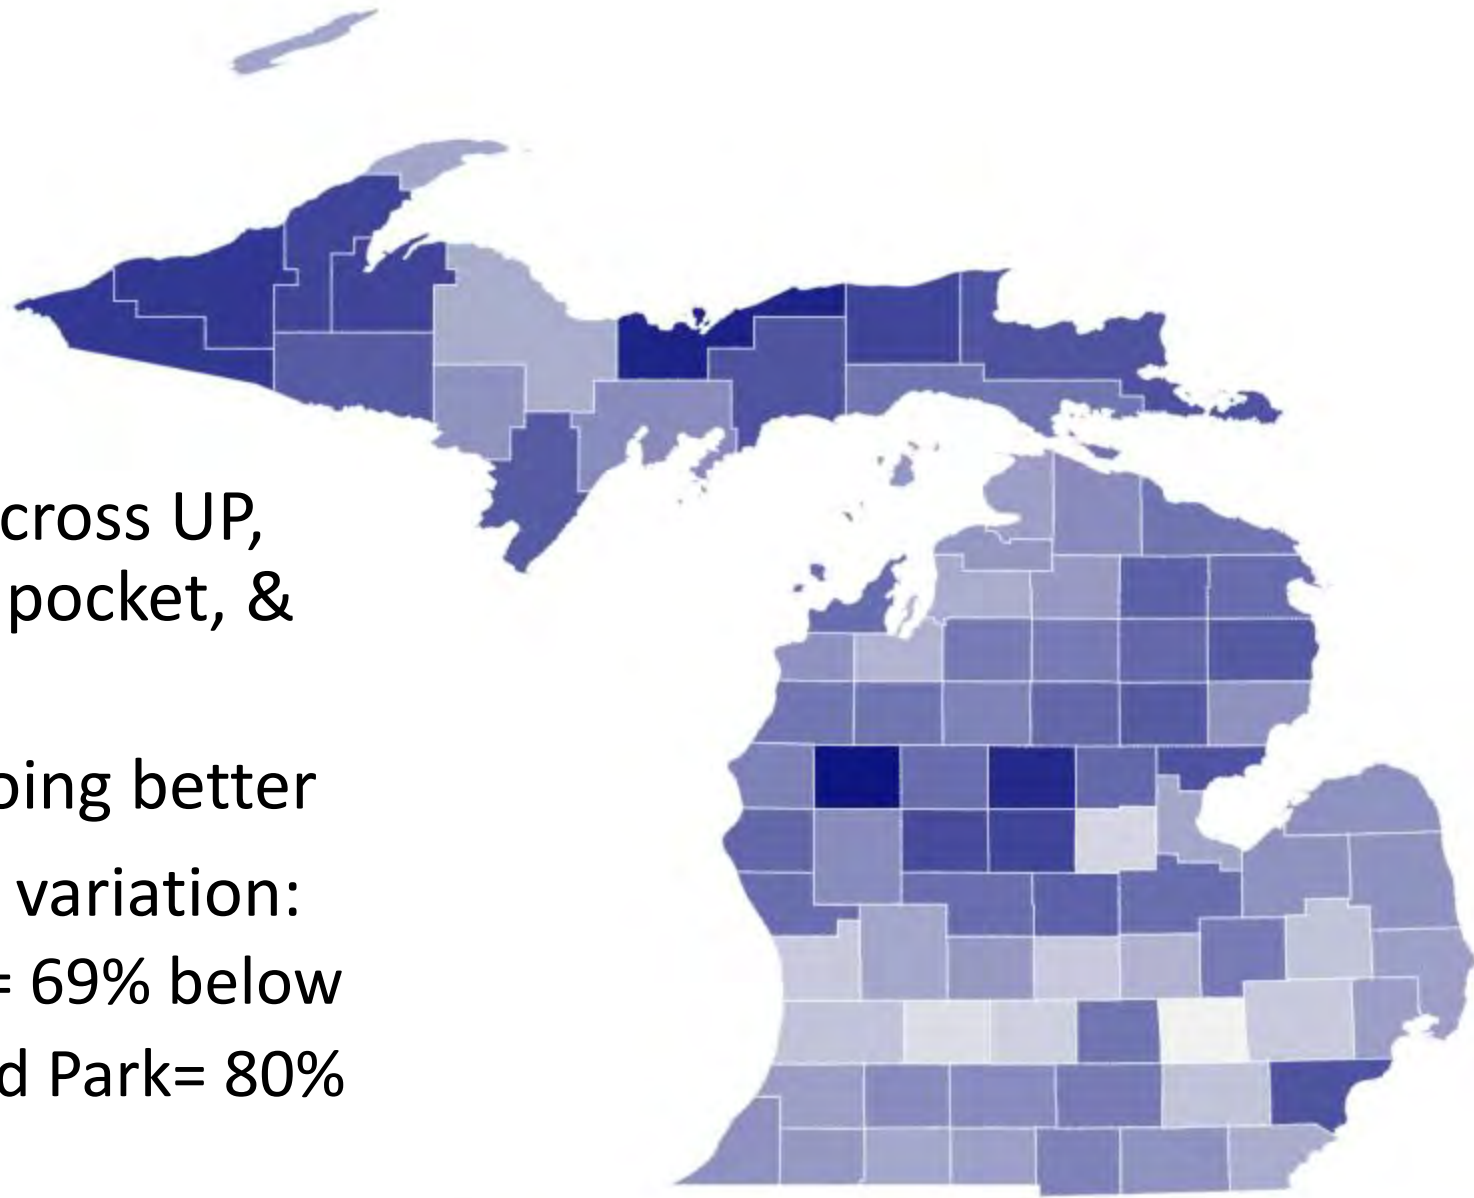 cross UP,
pocket, &
oing better
variation:
= 69% below
d Park= 80%